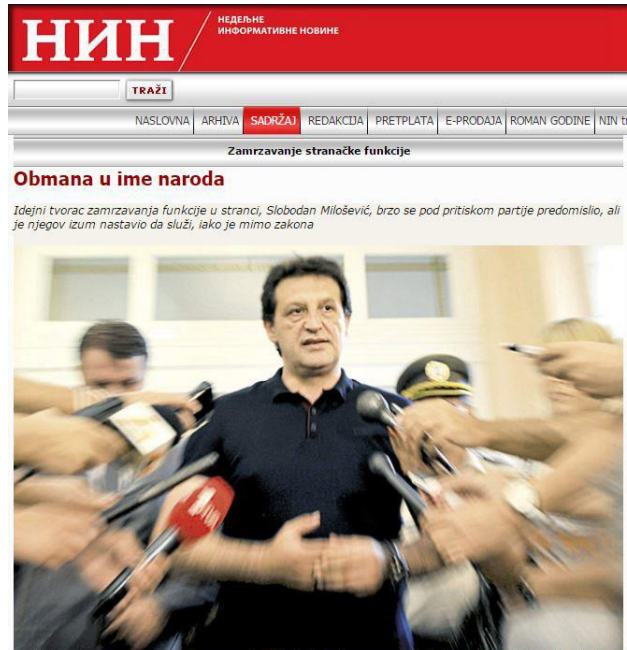 НИН
НЕДЕЉНЕ
ИНФОРМАТИВНЕ НОВИНЕ
TRAŽI
NASLOVNA ARHIVA SADRŽAJ REDAKCIJA PRETPLATA E-PRODAJA ROMAN GODINE NIN
Zamrzavanje stranačke funkcije
Obmana u ime naroda
Idejni tvorac zamrzavanja funkcije u stranci, Slobodan Milošević, brzo se pod pritiskom partije predomislio, ali
je njegov izum nastavio da služi, iako je mimo zakona